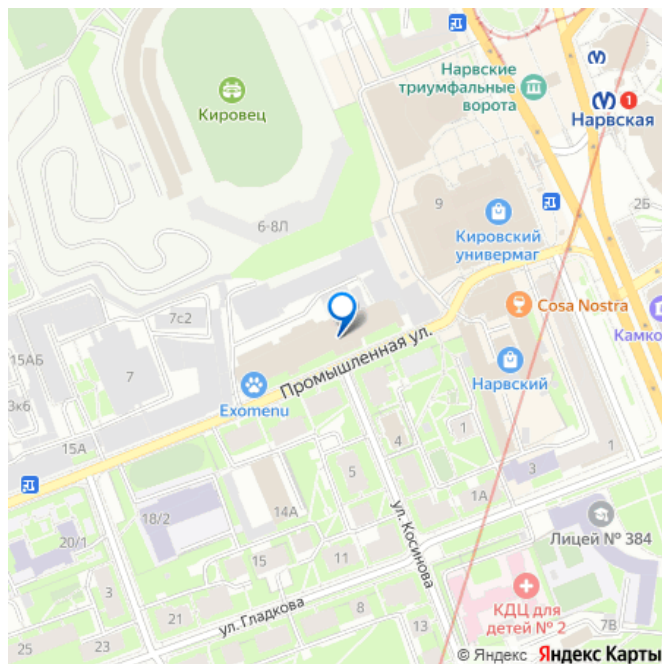 Нарвские
триумфальные
ворота
1
Нарвская
Кировец
9
2Б
6-8Л
Кировский
универмаг
Cosa Nostra
7с2
Камко
15АБ
7
Промышленная ул.
Нарвский
Exomenu
3к6
15А
4
1
1
3
5
1А
18/2
14А
Лицей № 384
20/1
15
11
ул. Косинова
КДЦ для
детей № 2
3
21
ул. Гладкова
8
13
7В
25
23
© Яндекс Яндекс Карты